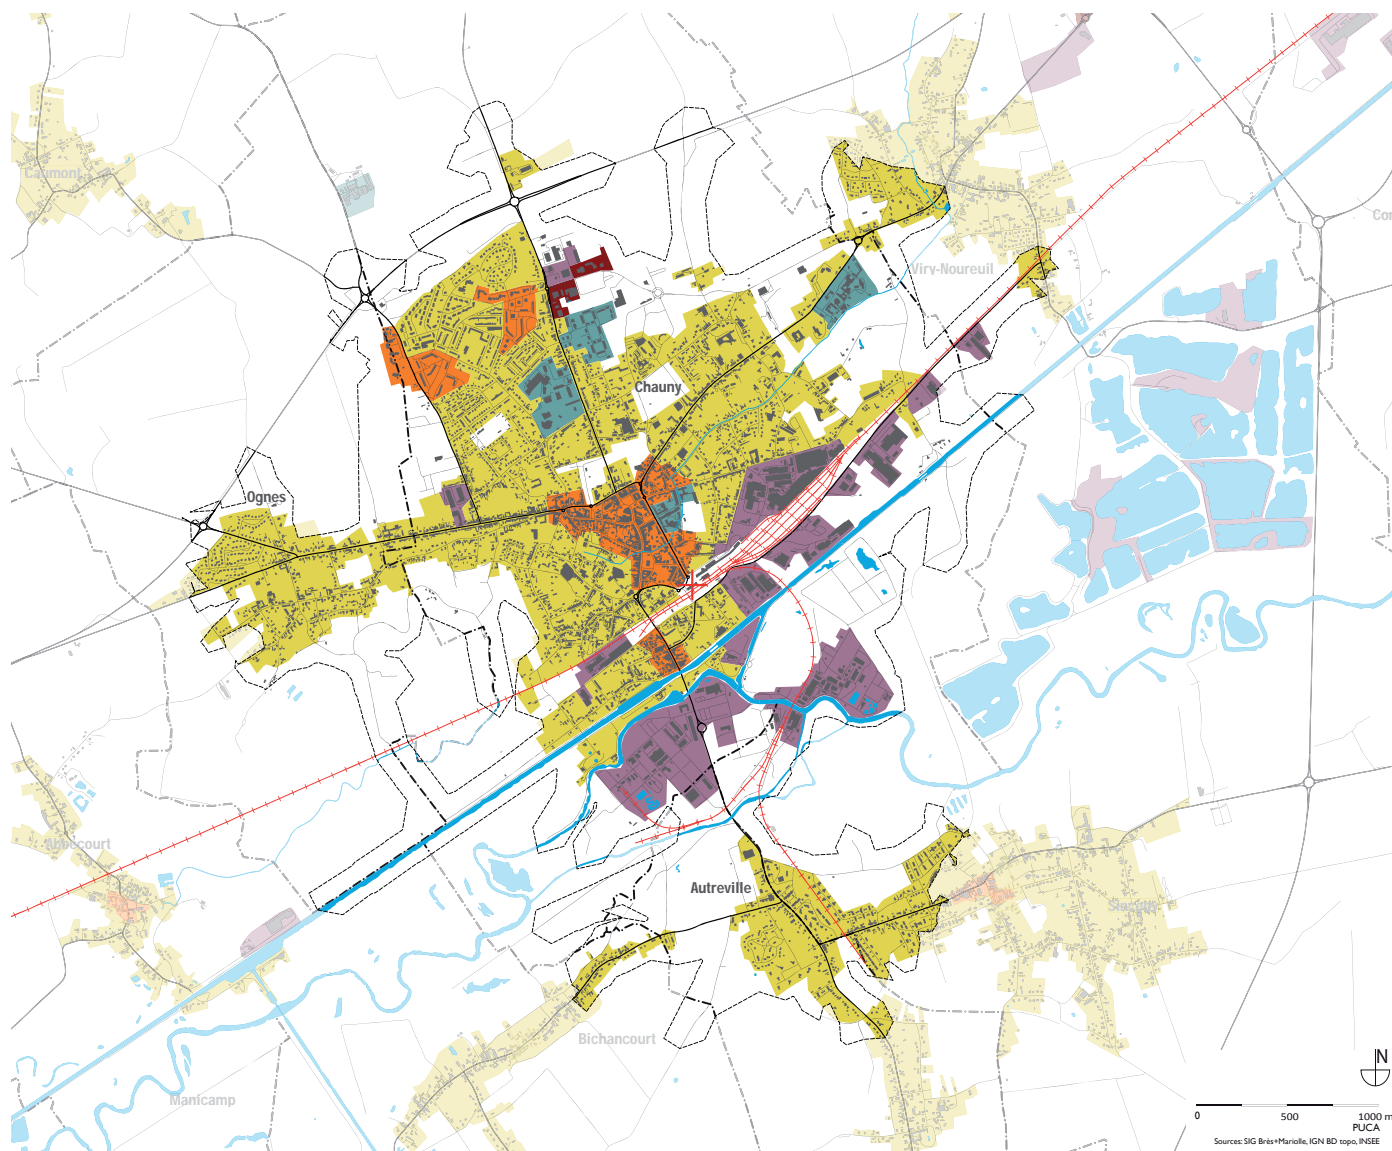 Caumont
Con
Viry-Noureuil
Chauny
Ognes
Abbécourt
Autreville
Sinceny
Bichancourt
Manicamp
N
0 500 1000 m
PUCA
Sources: SIG Brès+Mariolle, IGN BD topo, INSEE